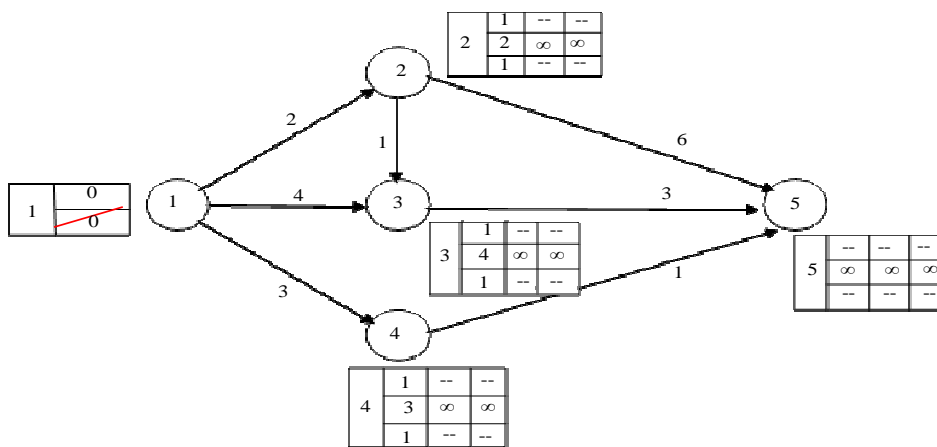 1 -- --
2 2 ∞ ∞
1 -- --
2
2
1
6
0
1
0
1
4
3
3
5
1 -- --
3 4 ∞ ∞
1 -- --
-- -- --
5 ∞ ∞ ∞
-- -- --
3
1
4
1 -- --
4 3 ∞ ∞
1 -- --